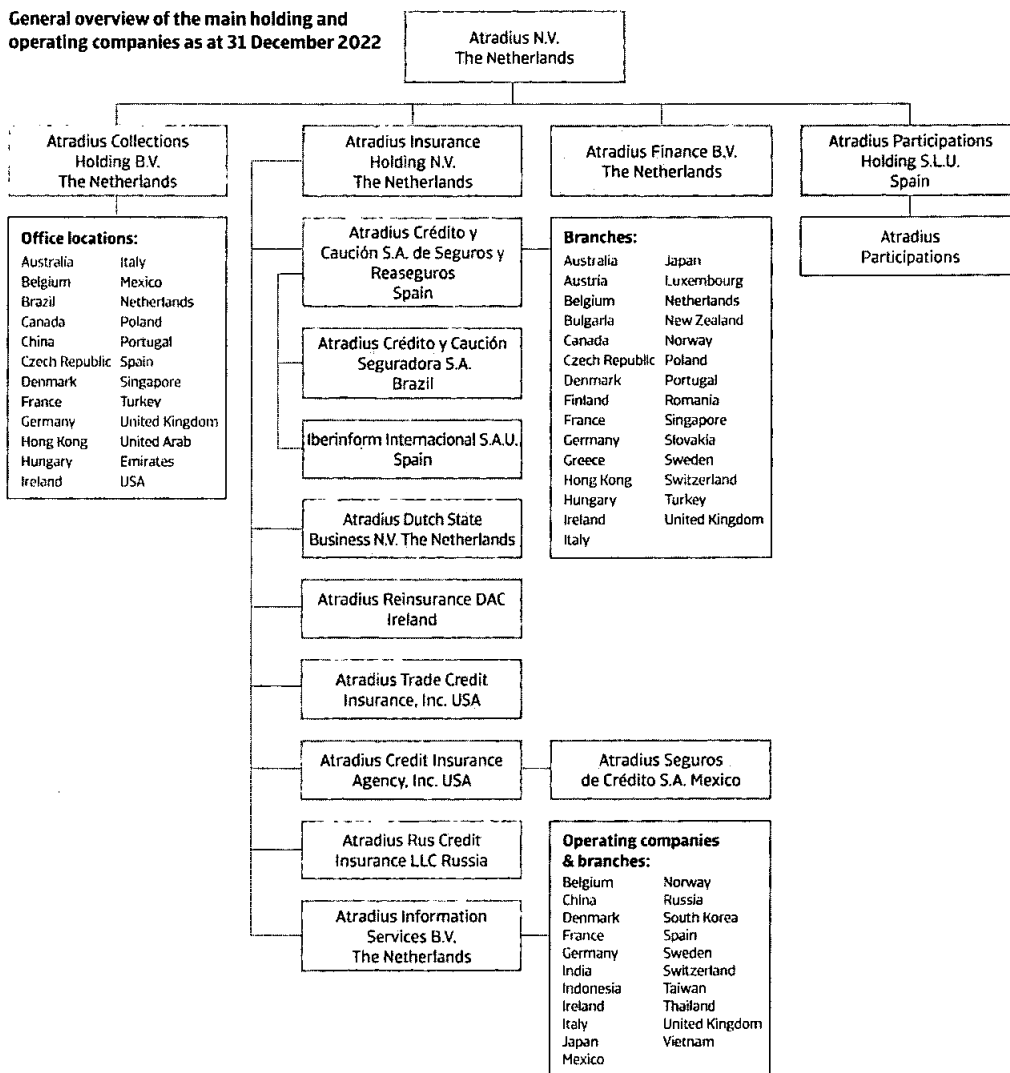 General overview of the main holding and
operating companies as at 31 December 2022
Atradius N.V.
The Netherlands
Atradius Collections
Holding B.V.
The Netherlands
Atradius Insurance
Holding N.V.
The Netherlands
Atradius Finance B.V.
The Netherlands
Atradius Participations
Holding S.L.U.
Spain
Office locations:
Australia Italy
Belgium Mexico
Brazil Netherlands
Canada Poland
China Portugal
Czech Republic Spain
Denmark Singapore
France Turkey
Germany United Kingdom
Hong Kong United Arab
Hungary Emirates
Ireland USA
Atradius Crédito y
Caución S.A. de Seguros y
Reaseguros
Spain
Branches:
Australia Japan
Austria Luxembourg
Belgium Netherlands
Bulgaria New Zealand
Canada Norway
Czech Republic Poland
Denmark Portugal
Finland Romania
France Singapore
Germany Slovakia
Greece Sweden
Hong Kong Switzerland
Hungary Turkey
Ireland United Kingdom
Italy
Atradius
Participations
Atradius Crédito y Caución
Seguradora S.A.
Brazil
Iberinform Internacional S.A.U.
Spain
Atradius Dutch State
Business N.V. The Netherlands
Atradius Reinsurance DAC
Ireland
Atradius Trade Credit
Insurance, Inc. USA
Atradius Credit Insurance
Agency, Inc. USA
Atradius Seguros
de Crédito S.A. Mexico
Atradius Rus Credit
Insurance LLC Russia
Atradius Information
Services B.V.
The Netherlands
Operating companies
& branches:
Belgium Norway
China Russia
Denmark South Korea
France Spain
Germany Sweden
India Switzerland
Indonesia Taiwan
Ireland Thailand
Italy United Kingdom
Japan Vietnam
Mexico